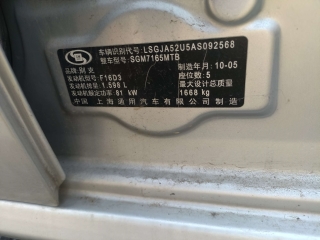 车辆识别代号: LSGJA52U5AS092568
整车型号: SGM7165MTB
品牌: 别克 制造年月: 10-05
发动机型号: F16D3 座位数: 5
发动机排量: 1.598 L 最大设计总质量
发动机额定功率: 81 kW 1668 kg
中国 上海通用汽车有限公司制造